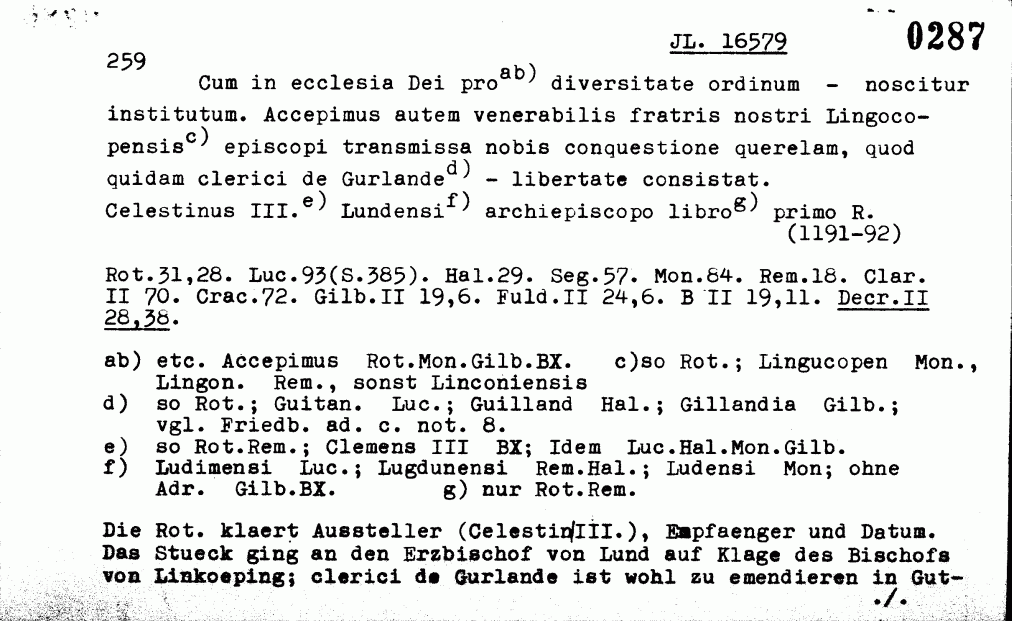 JL. 16579 0287
259
Cum in ecclesia Dei pro ab) diversitate ordinum - noscitur
institutum. Accepimus autem venerabilis fratris nostri Lingoco-
pensis c) episcopi transmissa nobis conquestione querelam, quod
quidam clerici de Gurlande d) - libertate consistat.
Celestinus III. e) Lundensi f) archiepiscopo libro g) primo R.
(1191-92)
Rot.31,28. Luc.93(S.385). Hal.29. Seg.57. Mon.84. Rem.18. Clar.
II 70. Crac.72. Gilb.II 19,6. Fuld.II 24,6. B II 19,11. Decr.II
28,38.
ab) etc. Accepimus Rot.Mon.Gilb.BX. c)so Rot.; Lingucopen Mon.,
Lingon. Rem., sonst Linconiensis
d) so Rot.; Guitan. Luc.; Guilland Hal.; Gillandia Gilb.;
vgl. Friedb. ad. c. not. 8.
e) so Rot.Rem.; Clemens III BX; Idem Luc.Hal.Mon.Gilb.
f) Ludimensi Luc.; Lugdunensi Rem.Hal.; Ludensi Mon; ohne
Adr. Gilb.BX. g) nur Rot.Rem.
Die Rot. klaert Aussteller (Celestin/III.), Empfaenger und Datum.
Das Stueck ging an den Erzbischof von Lund auf Klage des Bischofs
von Linkoeping; clerici de Gurlande ist wohl zu emendieren in Gut-
./.